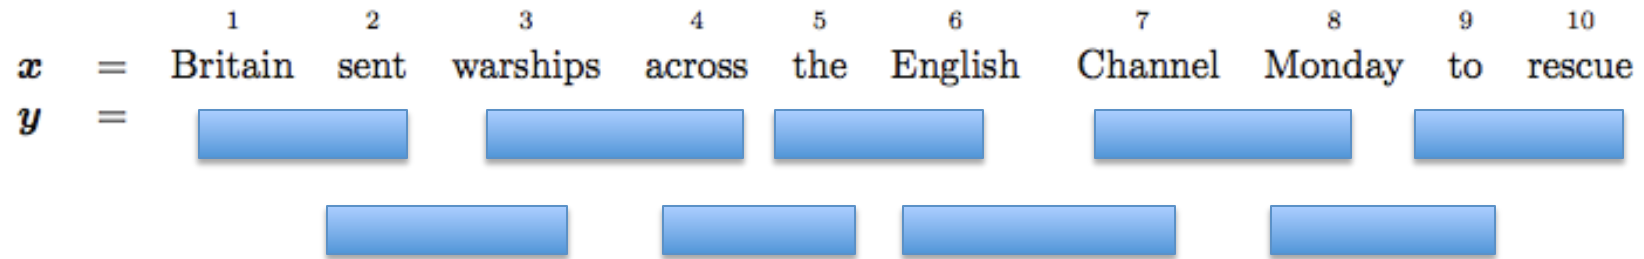 1 2 3 4 5 6 7 8 9 10
x = Britain sent warships across the English Channel Monday to rescue
y =